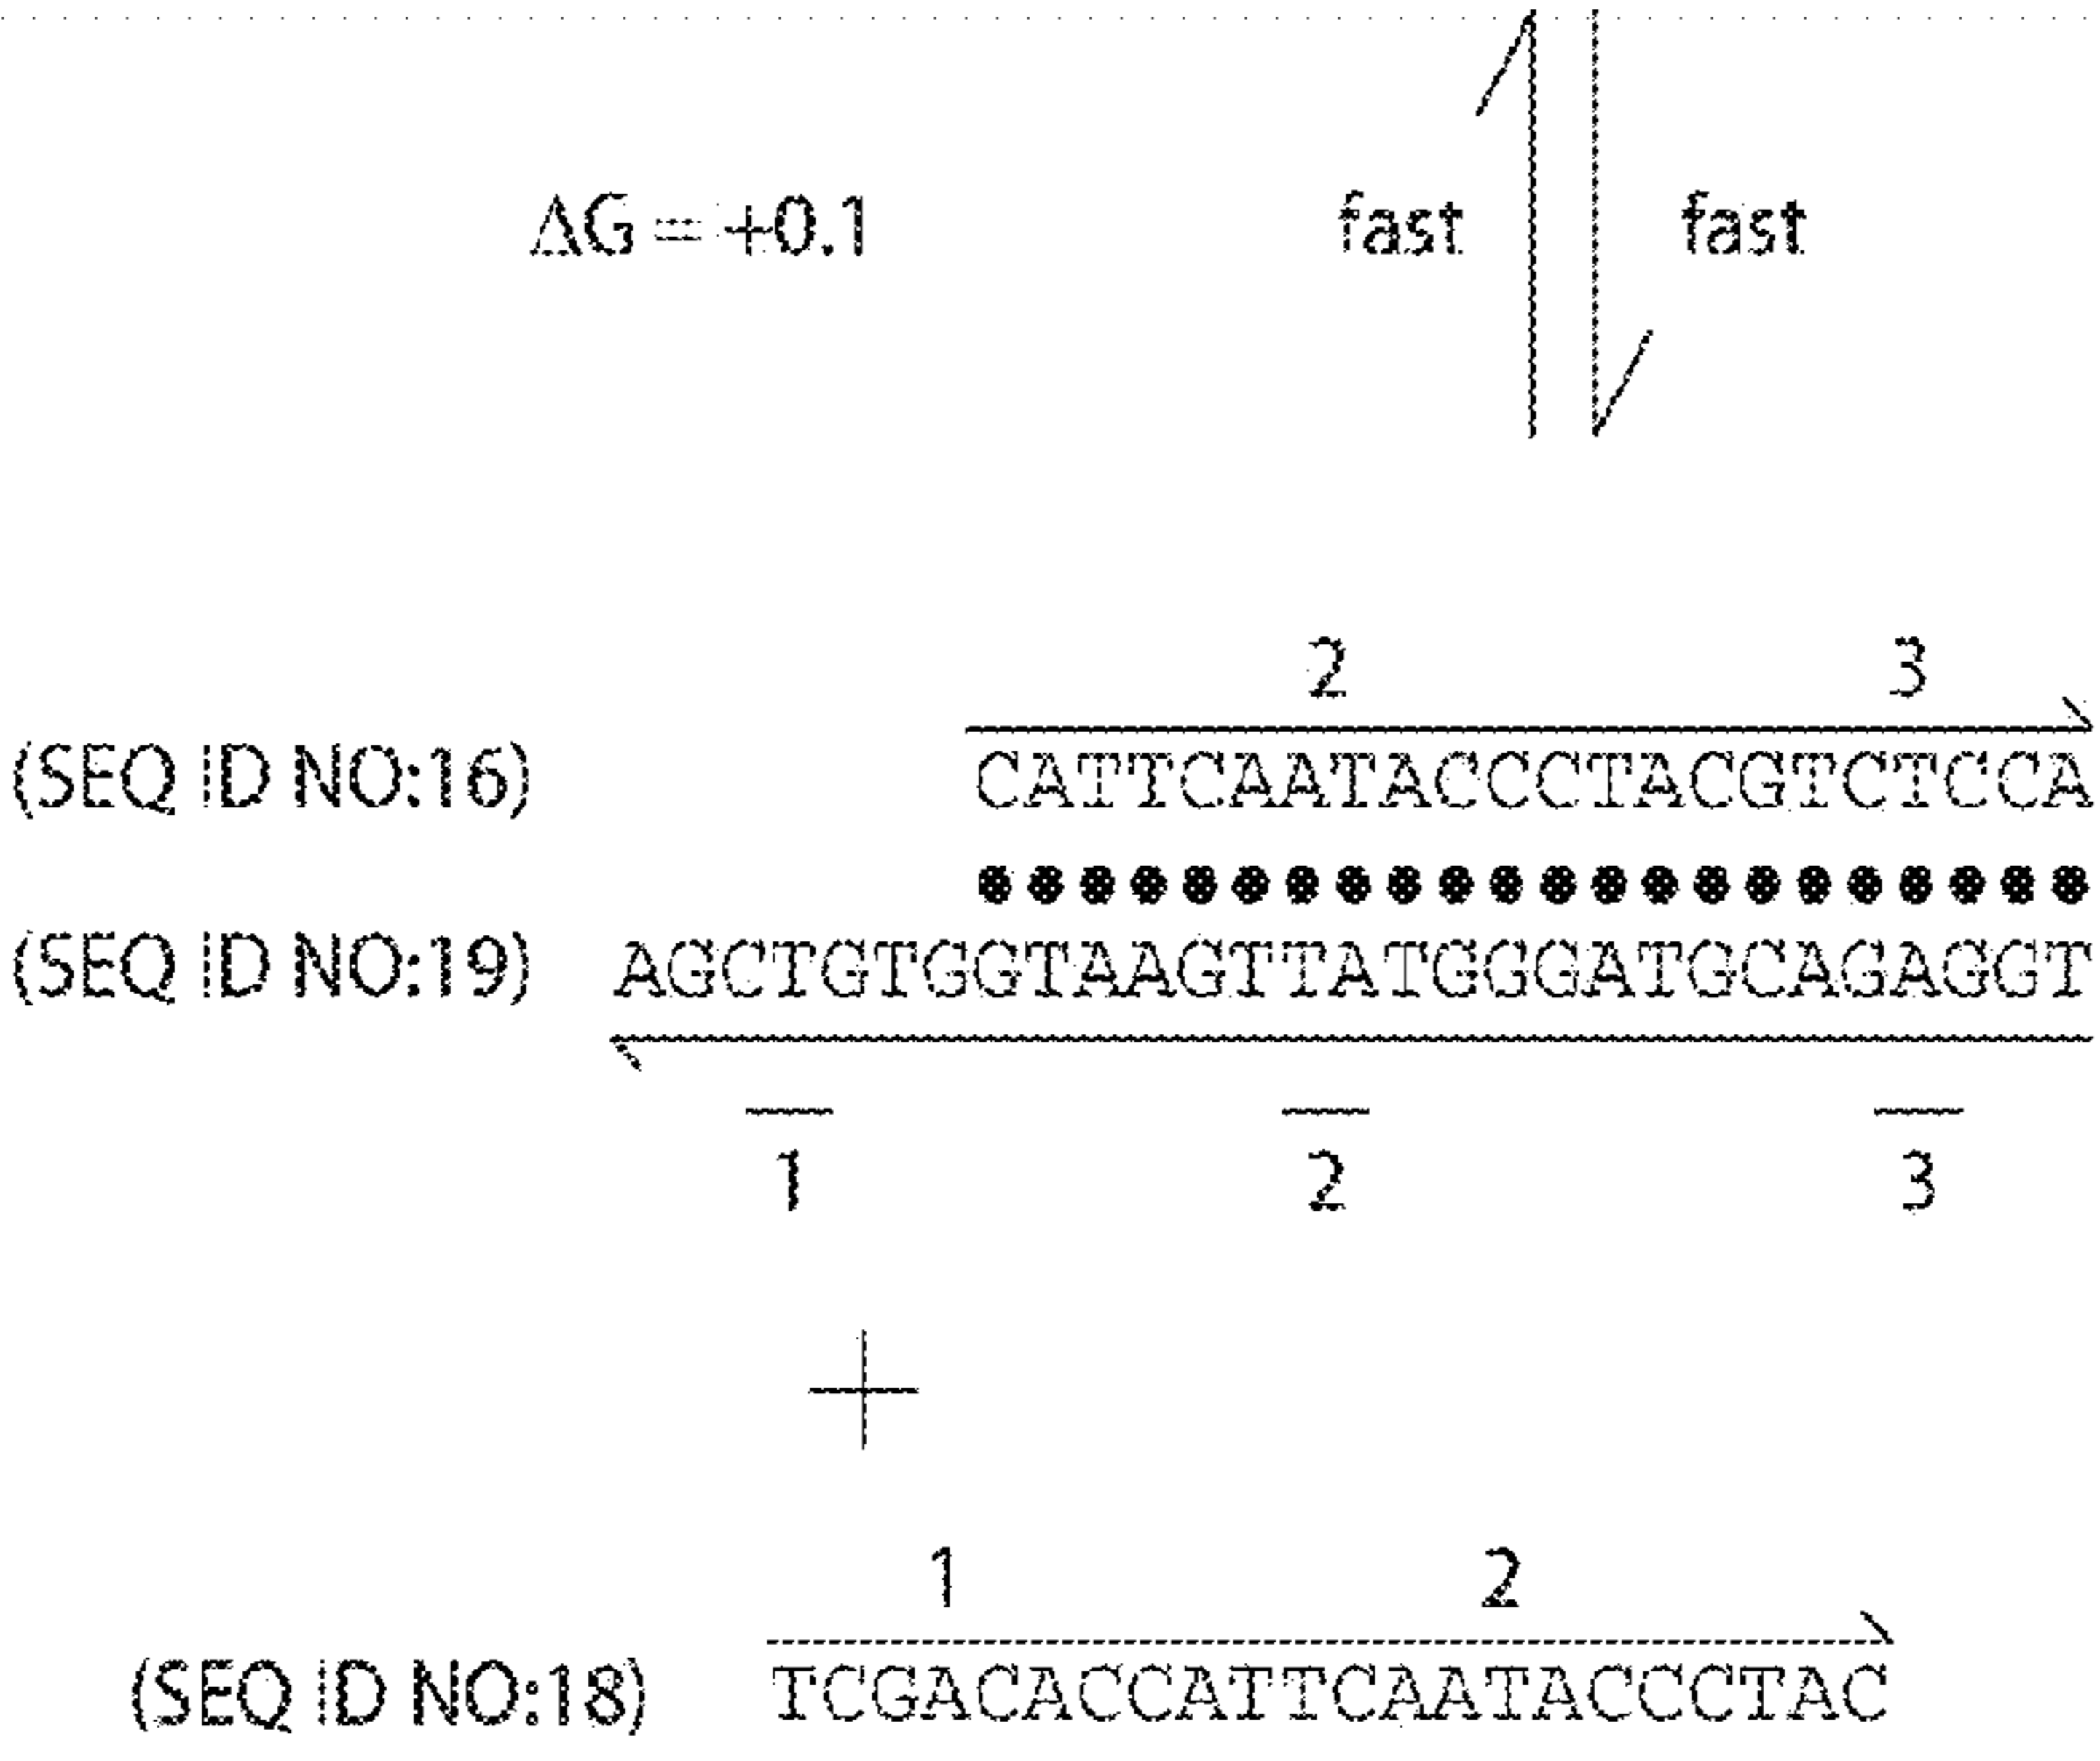 ΔG = +0.1 fast fast
2 3
(SEQ ID NO:16) CATTCAATACCCTACGTCTCCA
(SEQ ID NO:19) AGCTGTGGTAAGTTATGGGATGCAGAGGT
1 2 3
+
1 2
(SEQ ID NO:18) TCGACACCATTCAATACCCTAC